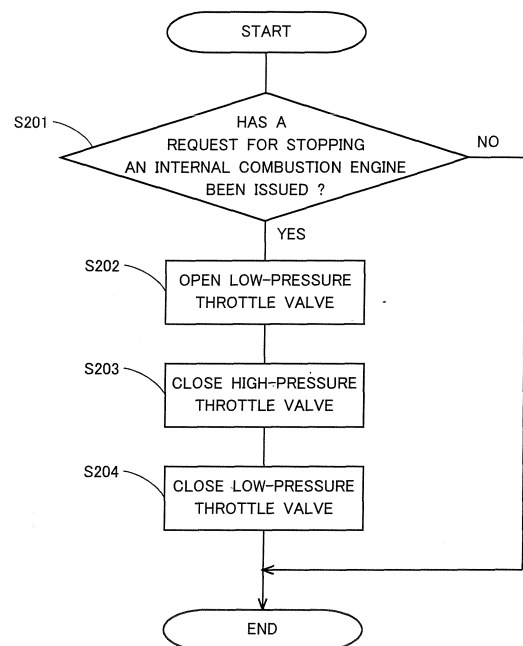 START
S201
HAS A
REQUEST FOR STOPPING
AN INTERNAL COMBUSTION ENGINE
BEEN ISSUED ?
NO
YES
S202
OPEN LOW-PRESSURE
THROTTLE VALVE
S203
CLOSE HIGH-PRESSURE
THROTTLE VALVE
S204
CLOSE LOW-PRESSURE
THROTTLE VALVE
END